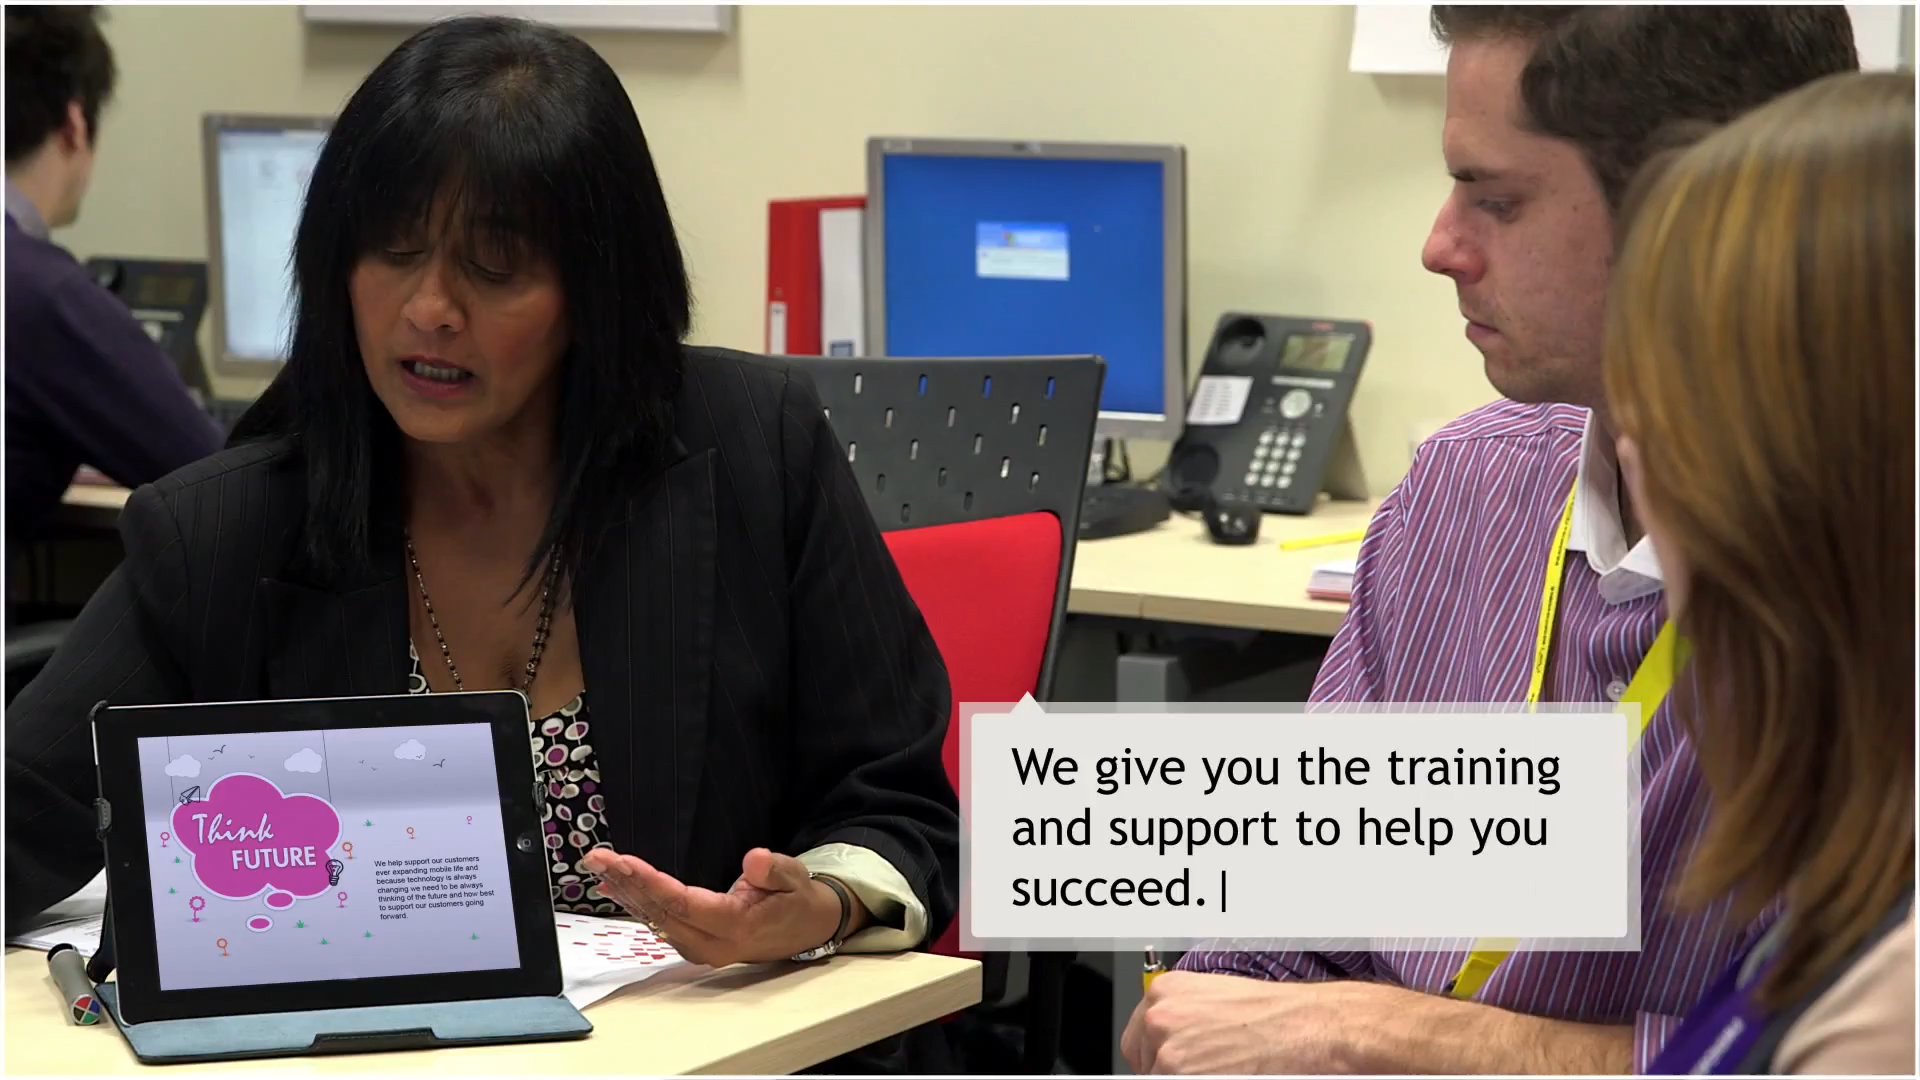 Think
FUTURE
We help support our customers
ever expanding mobile life and
because technology is always
changing we need to be always
thinking of the future and how best
to support our customers going
forward.
We give you the training
and support to help you
succeed.|